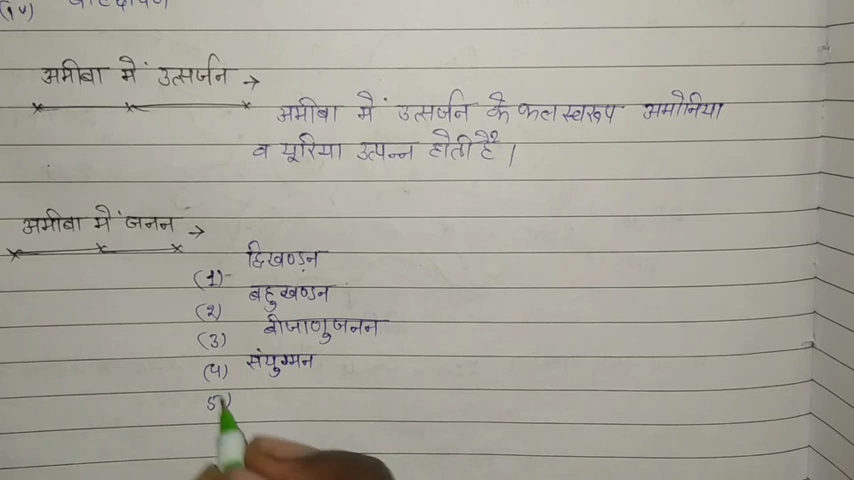 (iv)
अमीबा में उत्सर्जन →
अमीबा में उत्सर्जन के फलस्वरूप अमोनिया
व यूरिया उत्पन्न होती है।
अमीबा में जनन →
(1)- द्विखण्डन
(2) बहुखण्डन
(3) बीजाणुजनन
(4) संयुग्मन
5)